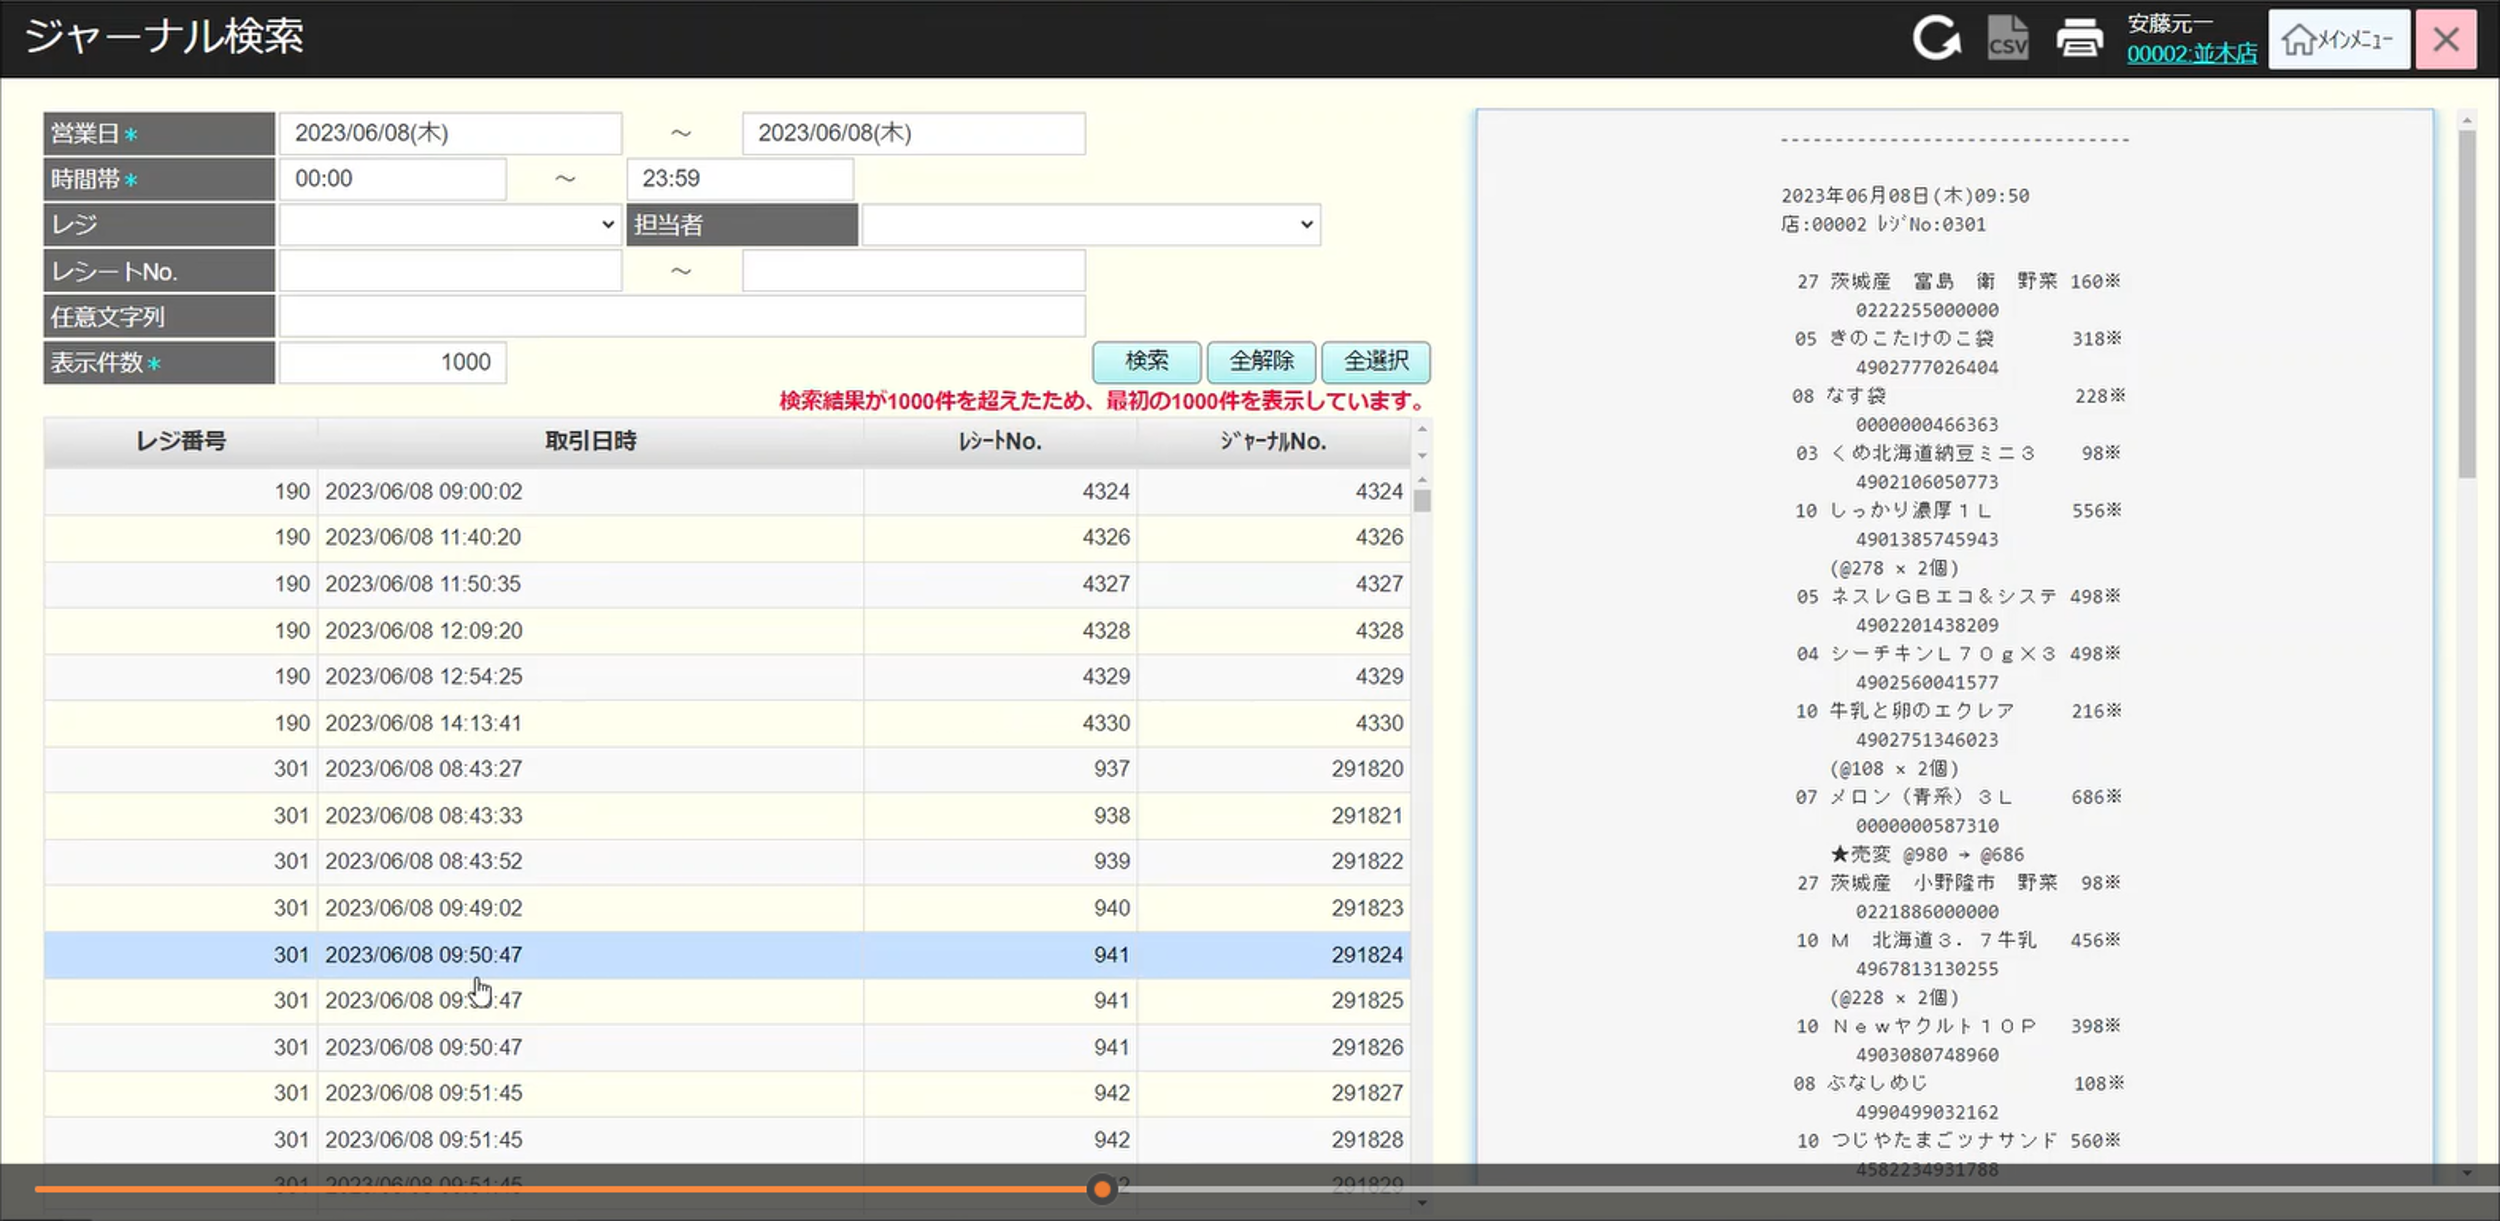 ジャーナル検索
CSV
安藤元一
00002:並木店
メインメニュー
営業日* 2023/06/08(木) ～ 2023/06/08(木)
時間帯* 00:00 ～ 23:59
レジ 担当者
レシートNo. ～
任意文字列
表示件数* 1000 検索 全解除 全選択
検索結果が1000件を超えたため、最初の1000件を表示しています。
レジ番号 取引日時 ﾚｼｰﾄNo. ｼﾞｬｰﾅﾙNo.
190 2023/06/08 09:00:02 4324 4324
190 2023/06/08 11:40:20 4326 4326
190 2023/06/08 11:50:35 4327 4327
190 2023/06/08 12:09:20 4328 4328
190 2023/06/08 12:54:25 4329 4329
190 2023/06/08 14:13:41 4330 4330
301 2023/06/08 08:43:27 937 291820
301 2023/06/08 08:43:33 938 291821
301 2023/06/08 08:43:52 939 291822
301 2023/06/08 09:49:02 940 291823
301 2023/06/08 09:50:47 941 291824
301 2023/06/08 09:50:47 941 291825
301 2023/06/08 09:50:47 941 291826
301 2023/06/08 09:51:45 942 291827
301 2023/06/08 09:51:45 942 291828
301 2023/06/08 09:51:45 291829
------------------------------
2023年06月08日(木)09:50
店:00002 ﾚｼﾞNo:0301
27 茨城産 富島 衛 野菜 160※
0222255000000
05 きのこたけのこ袋 318※
4902777026404
08 なす袋 228※
0000000466363
03 くめ北海道納豆ミニ３ 98※
4902106050773
10 しっかり濃厚１Ｌ 556※
4901385745943
(@278 × 2個)
05 ネスレＧＢエコ＆システ 498※
4902201438209
04 シーチキンＬ７０ｇ×３ 498※
4902560041577
10 牛乳と卵のエクレア 216※
4902751346023
(@108 × 2個)
07 メロン（青系）３Ｌ 686※
0000000587310
★売変 @980 → @686
27 茨城産 小野隆市 野菜 98※
0221886000000
10 Ｍ 北海道３．７牛乳 456※
4967813130255
(@228 × 2個)
10 Ｎｅｗヤクルト１０Ｐ 398※
4903080748960
08 ぶなしめじ 108※
4990499032162
10 つじやたまごツナサンド 560※
4582234931788